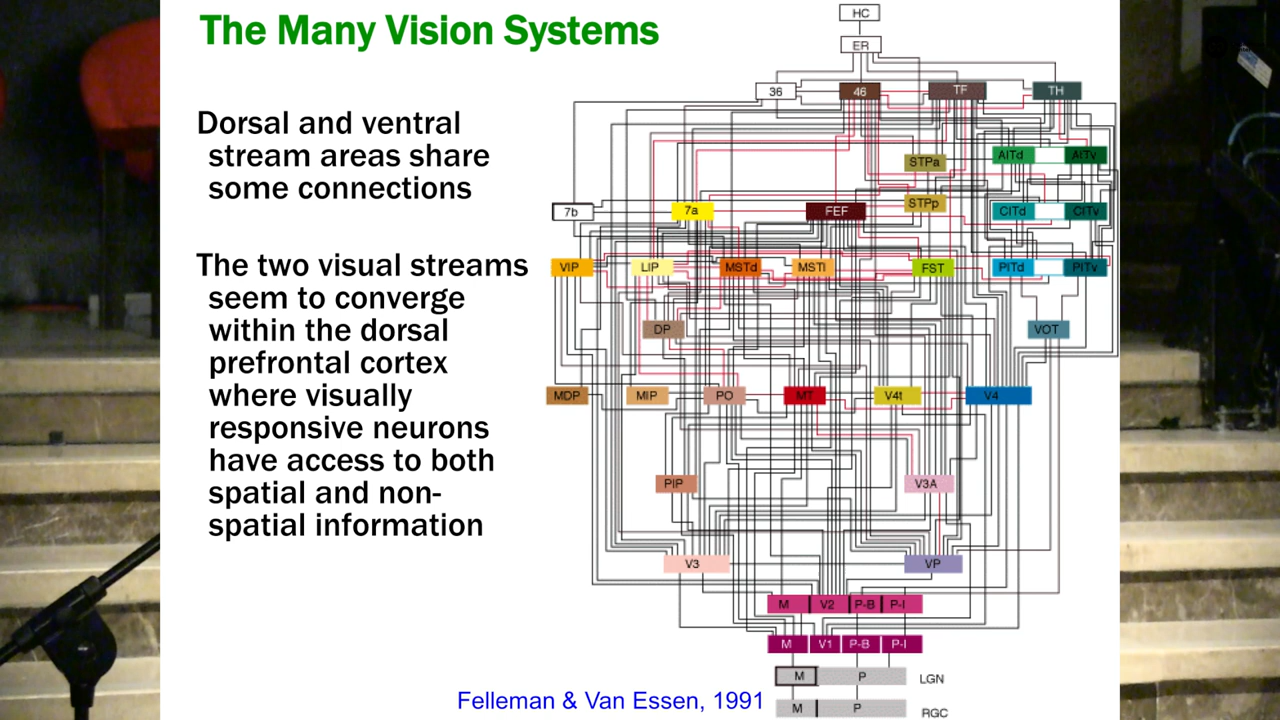 The Many Vision Systems
Dorsal and ventral
stream areas share
some connections
The two visual streams
seem to converge
within the dorsal
prefrontal cortex
where visually
responsive neurons
have access to both
spatial and non-
spatial information
HC
ER
36 46 TF TH
STPa AITd AITv
7b 7a FEF STPp CITd CITv
VIP LIP MSTd MSTl FST PITd PITv
DP VOT
MDP MIP PO MT V4t V4
PIP V3A
V3 VP
M V2 P-B P-I
M V1 P-B P-I
M P LGN
M P RGC
Felleman & Van Essen, 1991